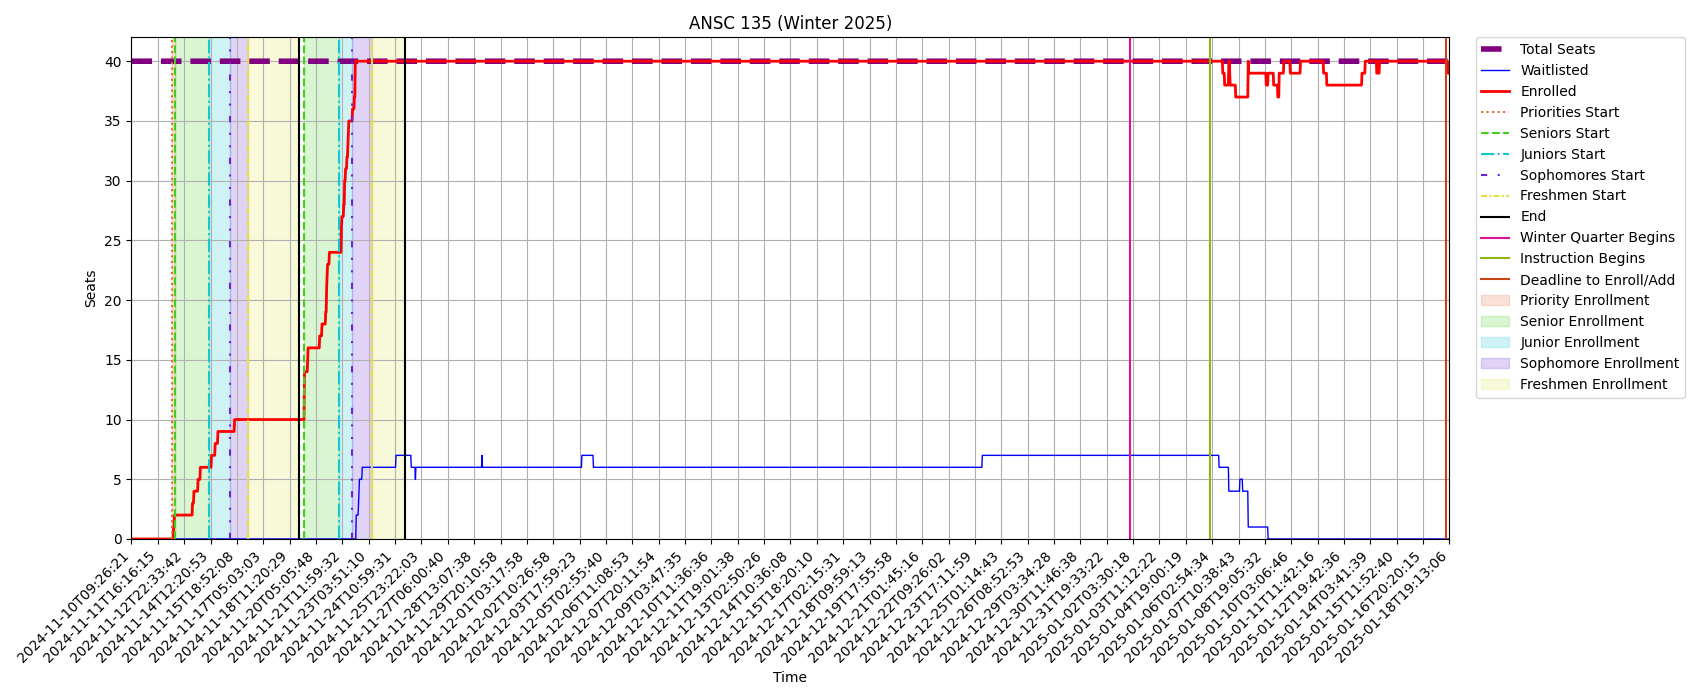 ANSC 135 (Winter 2025)
Seats
40
35
30
25
20
15
10
5
0
2024-11-10T09:26:21
2024-11-11T16:16:15
2024-11-12T22:33:42
2024-11-14T12:20:53
2024-11-15T18:52:08
2024-11-17T05:03:03
2024-11-18T11:20:29
2024-11-20T05:05:48
2024-11-21T11:59:32
2024-11-23T03:51:10
2024-11-24T10:59:31
2024-11-25T23:22:03
2024-11-27T06:00:40
2024-11-28T13:07:38
2024-11-29T20:10:58
2024-12-01T03:17:58
2024-12-02T10:26:58
2024-12-03T17:59:23
2024-12-05T02:55:40
2024-12-06T11:08:53
2024-12-07T20:11:54
2024-12-09T03:47:35
2024-12-10T11:36:36
2024-12-11T19:01:38
2024-12-13T02:50:26
2024-12-14T10:36:08
2024-12-15T18:20:10
2024-12-17T02:15:31
2024-12-18T09:59:13
2024-12-19T17:55:58
2024-12-21T01:45:16
2024-12-22T09:26:02
2024-12-23T17:11:59
2024-12-25T01:14:43
2024-12-26T08:52:53
2024-12-29T03:34:28
2024-12-30T11:46:38
2024-12-31T19:33:22
2025-01-02T03:30:18
2025-01-03T11:12:22
2025-01-04T19:00:19
2025-01-06T02:54:34
2025-01-07T10:38:43
2025-01-08T19:05:32
2025-01-10T03:06:46
2025-01-11T11:42:16
2025-01-12T19:42:36
2025-01-14T03:41:39
2025-01-15T11:52:40
2025-01-16T20:20:15
2025-01-18T19:13:06
Time
Total Seats
Waitlisted
Enrolled
Priorities Start
Seniors Start
Juniors Start
Sophomores Start
Freshmen Start
End
Winter Quarter Begins
Instruction Begins
Deadline to Enroll/Add
Priority Enrollment
Senior Enrollment
Junior Enrollment
Sophomore Enrollment
Freshmen Enrollment